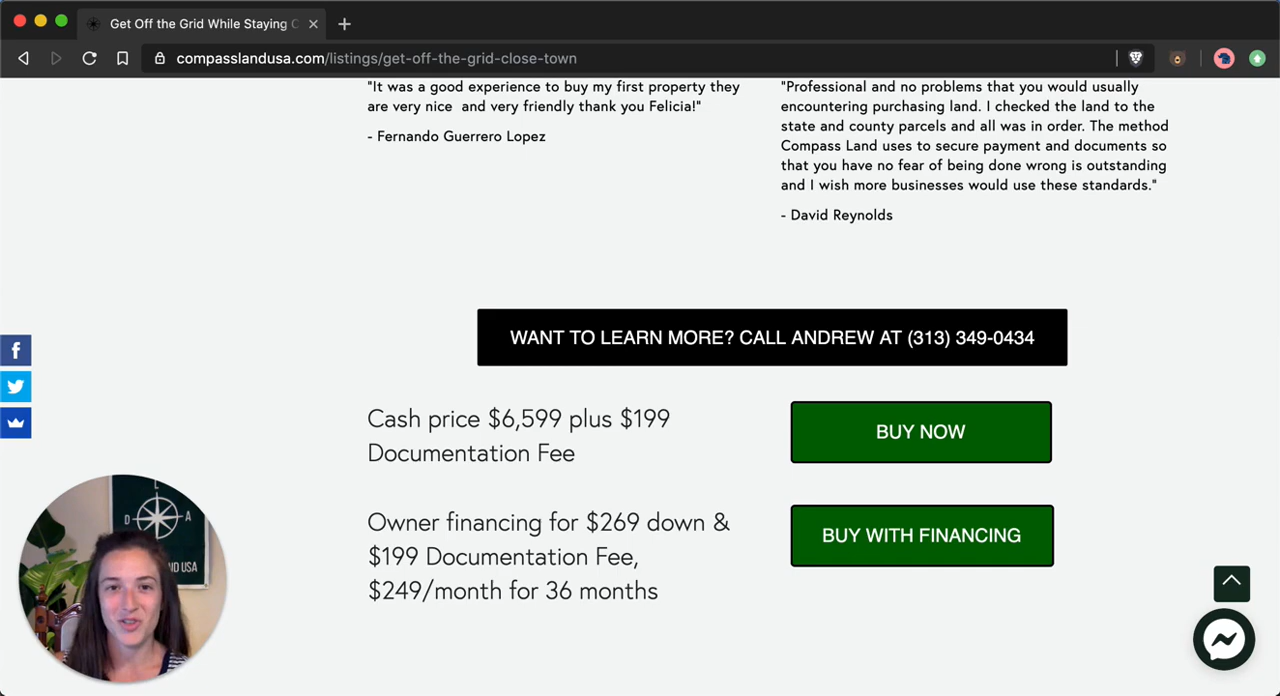 Get Off the Grid While Staying C
compasslandusa.com/listings/get-off-the-grid-close-town
"It was a good experience to buy my first property they
are very nice  and very friendly thank you Felicia!"
- Fernando Guerrero Lopez
"Professional and no problems that you would usually
encountering purchasing land. I checked the land to the
state and county parcels and all was in order. The method
Compass Land uses to secure payment and documents so
that you have no fear of being done wrong is outstanding
and I wish more businesses would use these standards."
- David Reynolds
WANT TO LEARN MORE? CALL ANDREW AT (313) 349-0434
Cash price $6,599 plus $199
Documentation Fee
BUY NOW
Owner financing for $269 down &
$199 Documentation Fee,
$249/month for 36 months
BUY WITH FINANCING
L
D
A
ND USA